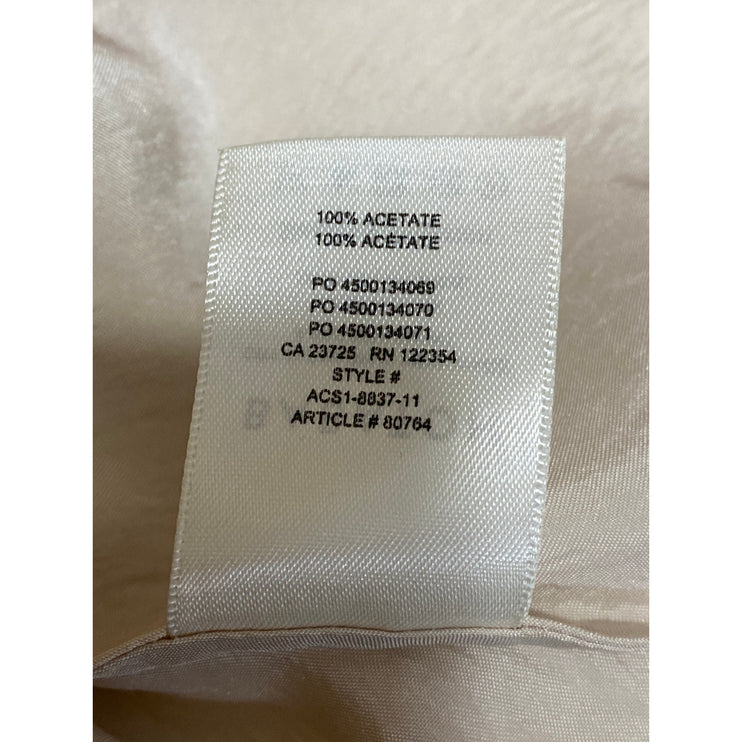 100% ACETATE
100% ACÉTATE
PO 4500134069
PO 4500134070
PO 4500134071
CA 23725 RN 122354
STYLE #
ACS1-8837-11
ARTICLE # 80764